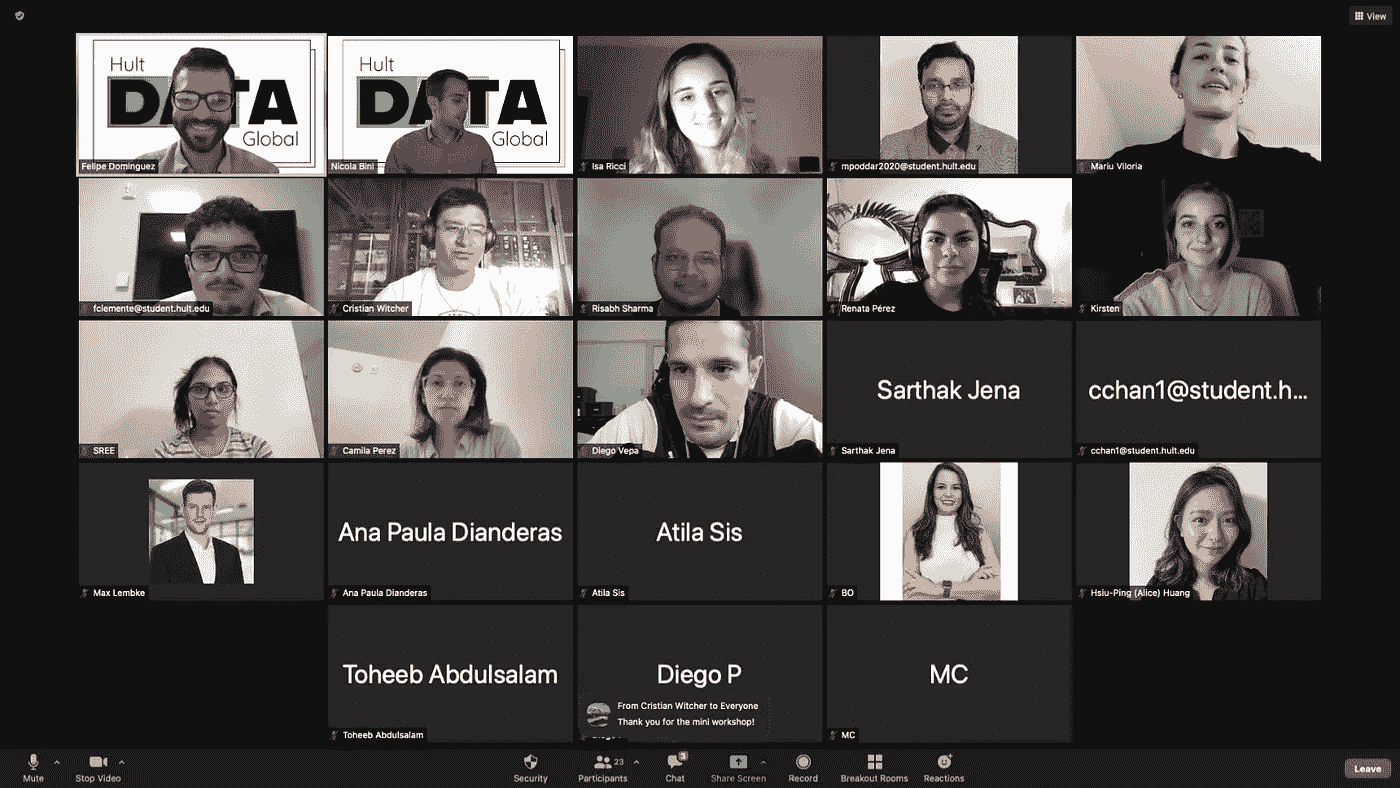 View
Hult
DATA
Global
Felipe Dominguez
Hult
DATA
Global
Nicola Bini
Isa Ricci
mpoddar2020@student.hult.edu
Mariu Viloria
fclemente@student.hult.edu
Cristian Witcher
Risabh Sharma
Renata Pérez
Kirsten
SREE
Camila Perez
Diego Vepa
Sarthak Jena
Sarthak Jena
cchan1@student.h...
cchan1@student.hult.edu
Max Lembke
Ana Paula Dianderas
Ana Paula Dianderas
Atila Sis
Atila Sis
BO
Hsiu-Ping (Alice) Huang
Toheeb Abdulsalam
Toheeb Abdulsalam
Diego P
From Cristian Witcher to Everyone
Thank you for the mini workshop!
MC
MC
Mute
Stop Video
Security
Participants
23
Chat
3
Share Screen
Record
Breakout Rooms
Reactions
Leave